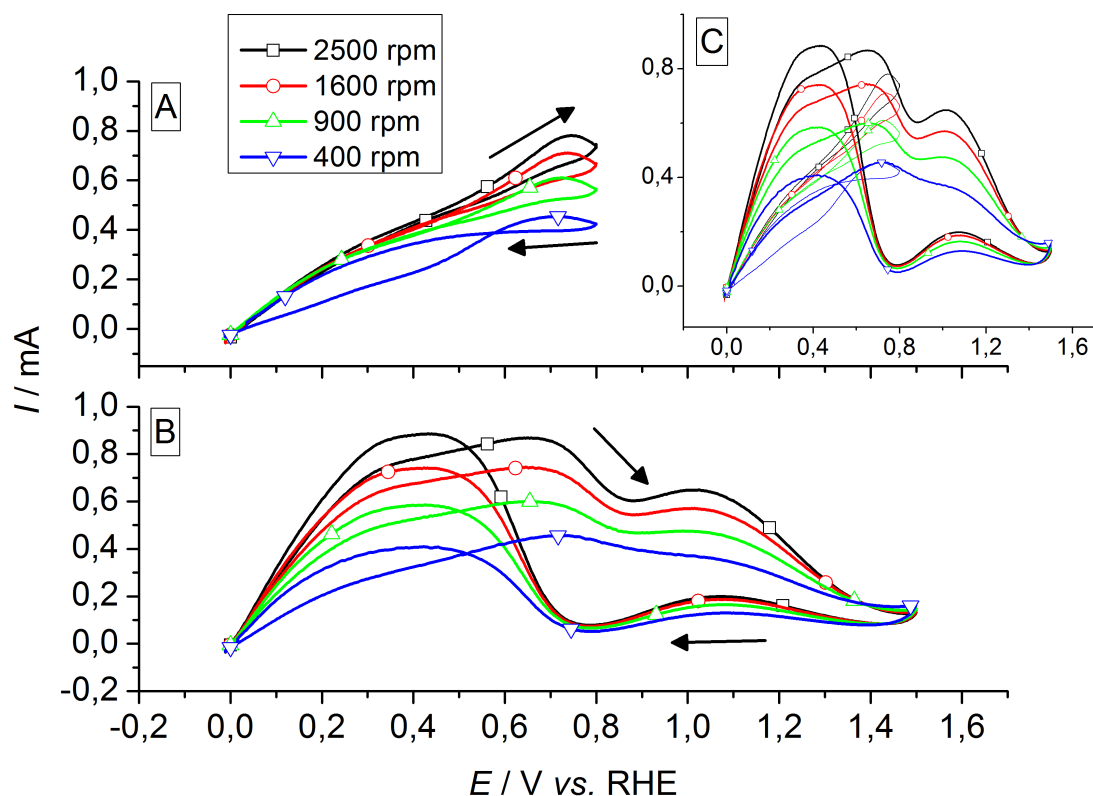 2500 rpm
1600 rpm
900 rpm
400 rpm
A
1,0
0,8
0,6
0,4
0,2
0,0
C
0,8
0,4
0,0
0,0 0,4 0,8 1,2 1,6
I / mA
B
1,0
0,8
0,6
0,4
0,2
0,0
-0,2
-0,2 0,0 0,2 0,4 0,6 0,8 1,0 1,2 1,4 1,6
E / V vs. RHE